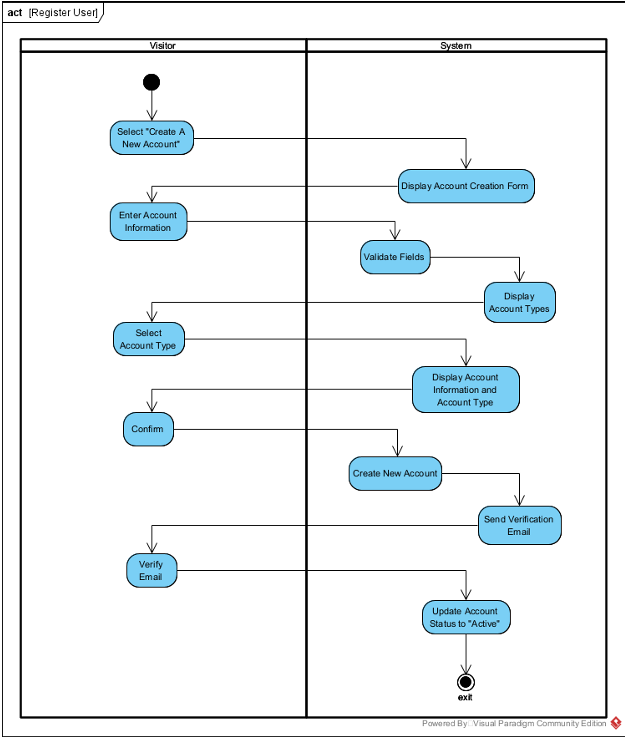 act [Register User]
Visitor
System
Select "Create A
New Account"
Display Account Creation Form
Enter Account
Information
Validate Fields
Display
Account Types
Select
Account Type
Display Account
Information and
Account Type
Confirm
Create New Account
Send Verification
Email
Verify
Email
Update Account
Status to "Active"
exit
Powered By: Visual Paradigm Community Edition